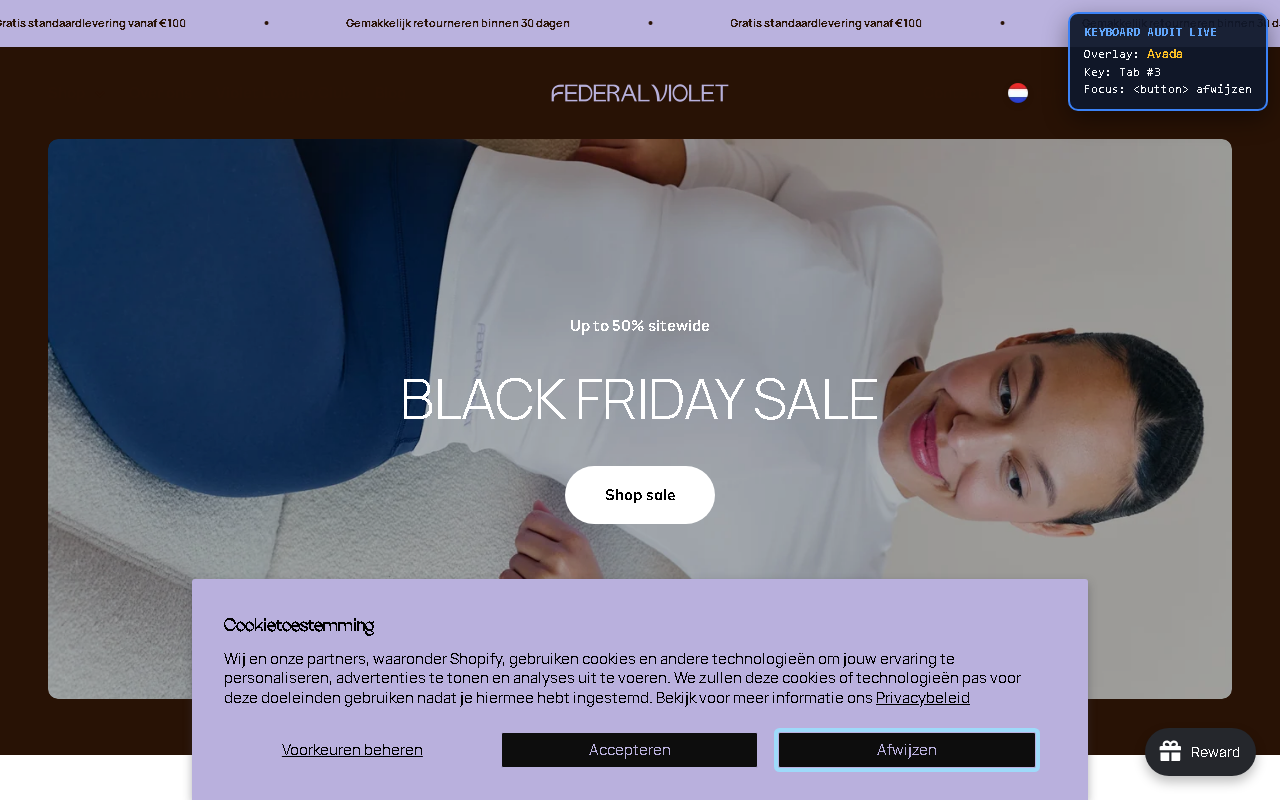 Gratis standaardlevering vanaf €100 • Gemakkelijk retourneren binnen 30 dagen • Gratis standaardlevering vanaf €100 •
KEYBOARD AUDIT LIVE
Overlay: Avada
Key: Tab #3
Focus: <button> afwijzen
FEDERAL VIOLET
Up to 50% sitewide
BLACK FRIDAY SALE
Shop sale
Cookietoestemming
Wij en onze partners, waaronder Shopify, gebruiken cookies en andere technologieën om jouw ervaring te
personaliseren, advertenties te tonen en analyses uit te voeren. We zullen deze cookies of technologieën pas voor
deze doeleinden gebruiken nadat je hiermee hebt ingestemd. Bekijk voor meer informatie ons Privacybeleid
Voorkeuren beheren
Accepteren
Afwijzen
Reward